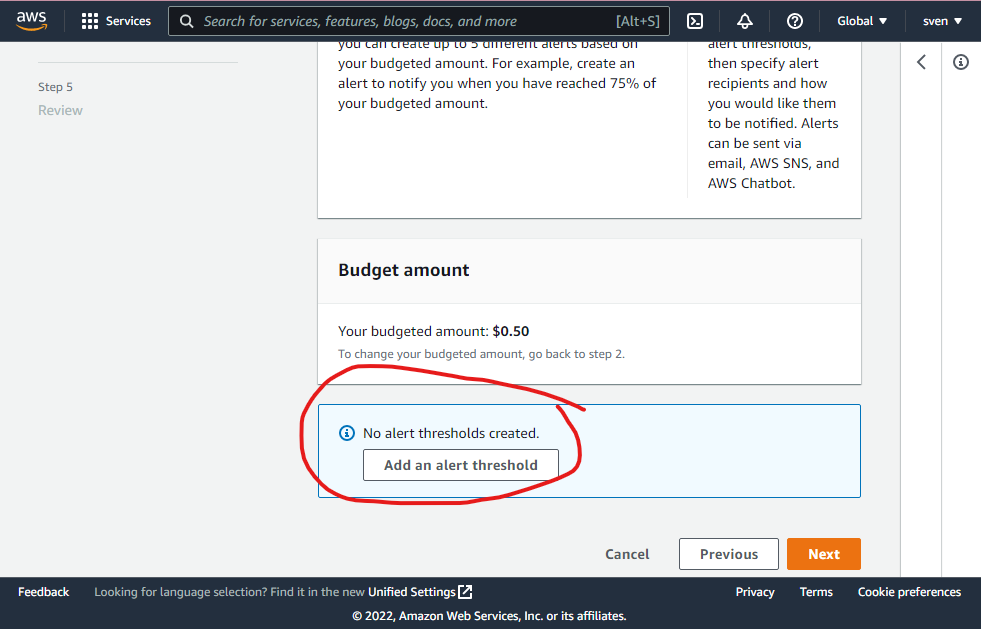 aws
Services
Search for services, features, blogs, docs, and more [Alt+S]
Global
sven
Step 5
Review
you can create up to 5 different alerts based on
your budgeted amount. For example, create an
alert to notify you when you have reached 75% of
your budgeted amount.
alert thresholds,
then specify alert
recipients and how
you would like them
to be notified. Alerts
can be sent via
email, AWS SNS, and
AWS Chatbot.
Budget amount
Your budgeted amount: $0.50
To change your budgeted amount, go back to step 2.
No alert thresholds created.
Add an alert threshold
Cancel
Previous
Next
Feedback
Looking for language selection? Find it in the new Unified Settings
Privacy
Terms
Cookie preferences
© 2022, Amazon Web Services, Inc. or its affiliates.